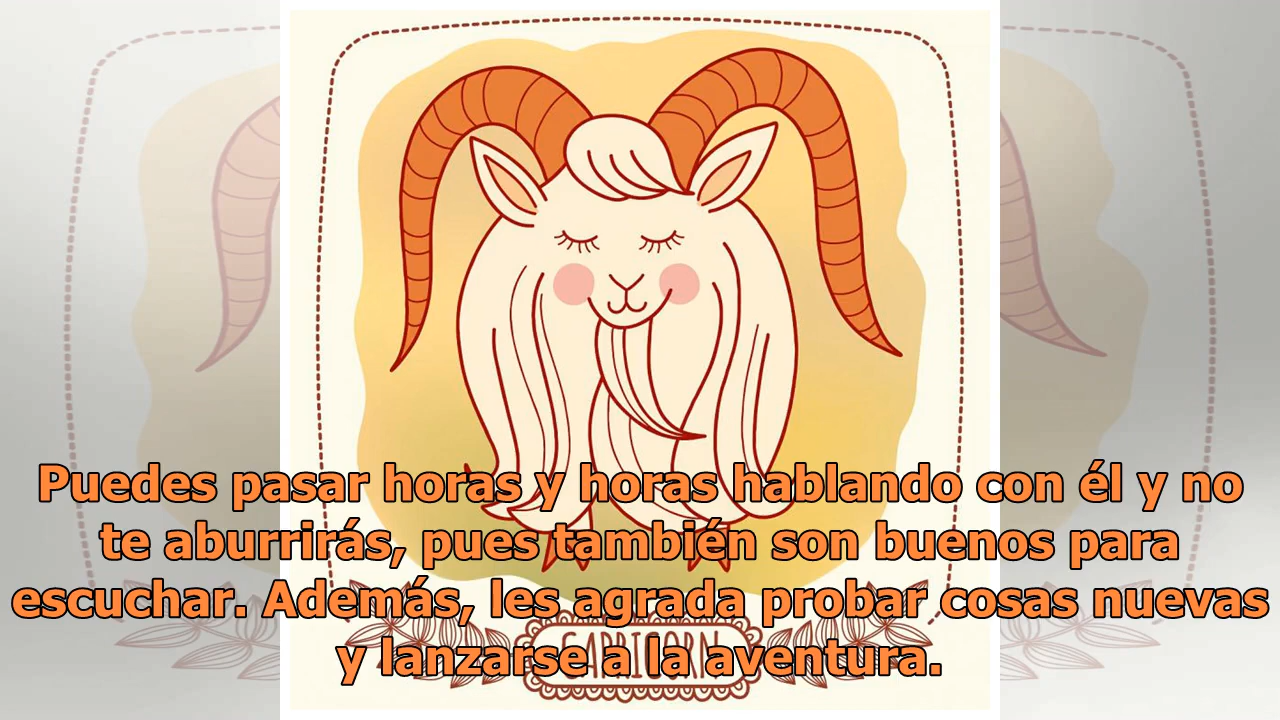 Puedes pasar horas y horas hablando con él y no
te aburrirás, pues también son buenos para
escuchar. Además, les agrada probar cosas nuevas
y lanzarse a la aventura.
CAPRICORN